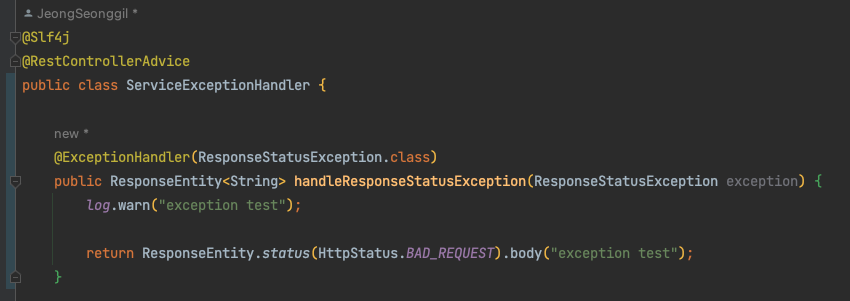 JeongSeonggil *
@Slf4j
@RestControllerAdvice
public class ServiceExceptionHandler {
new *
@ExceptionHandler(ResponseStatusException.class)
public ResponseEntity<String> handleResponseStatusException(ResponseStatusException exception) {
log.warn("exception test");
return ResponseEntity.status(HttpStatus.BAD_REQUEST).body("exception test");
}